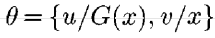 θ = {u/G(x), v/x}